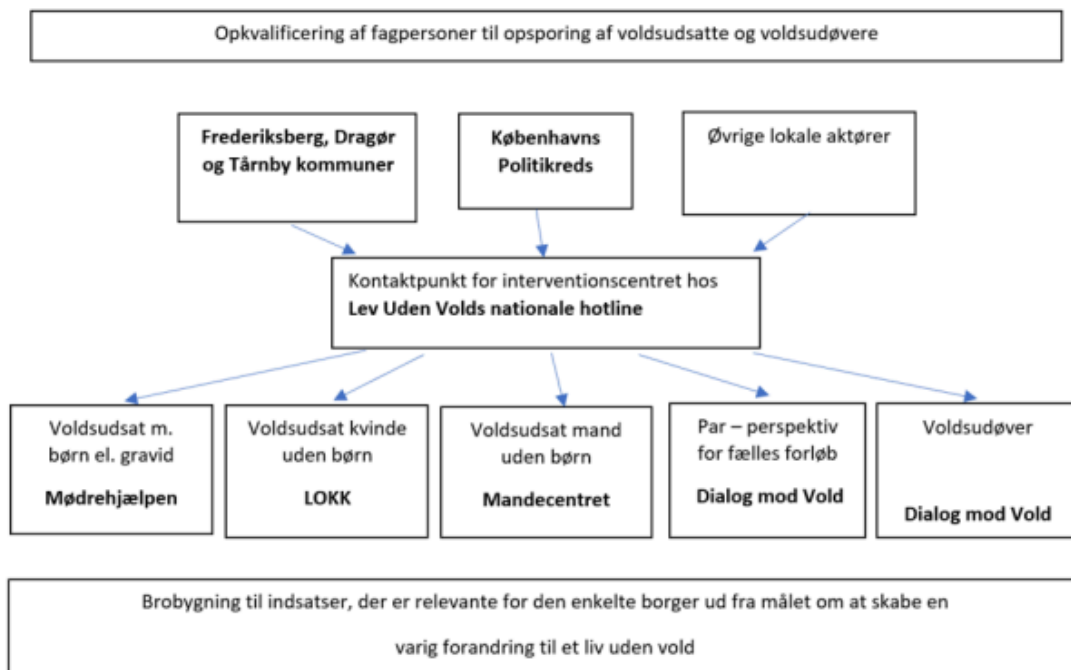 Opkvalificering af fagpersoner til opsporing af voldsudsatte og voldsudøvere
Frederiksberg, Dragør
og Tårnby kommuner
Københavns
Politikreds
Øvrige lokale aktører
Kontaktpunkt for interventionscentret hos
Lev Uden Volds nationale hotline
Voldsudsat m.
børn el. gravid
Mødrehjælpen
Voldsudsat kvinde
uden børn
LOKK
Voldsudsat mand
uden børn
Mandecentret
Par – perspektiv
for fælles forløb
Dialog mod Vold
Voldsudøver
Dialog mod Vold
Brobygning til indsatser, der er relevante for den enkelte borger ud fra målet om at skabe en
varig forandring til et liv uden vold